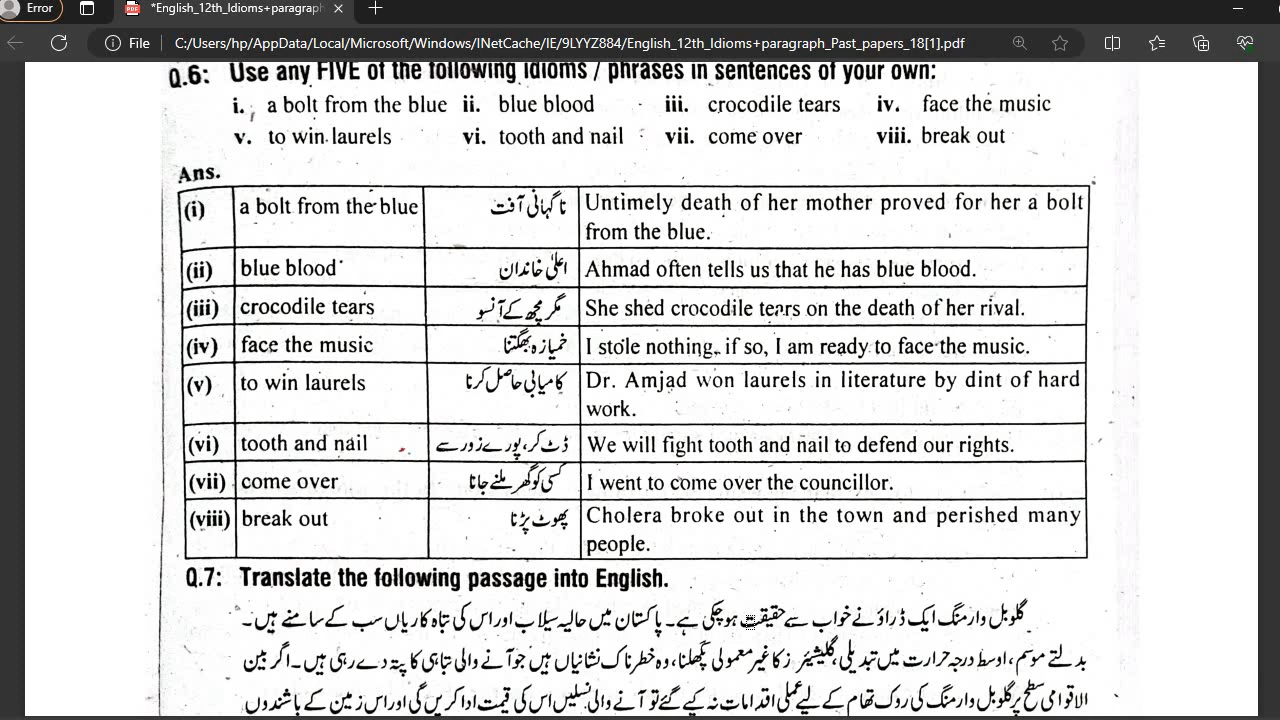 Error
*English_12th_Idioms+paragraph
File
C:/Users/hp/AppData/Local/Microsoft/Windows/INetCache/IE/9LYYZ884/English_12th_Idioms+paragraph_Past_papers_18[1].pdf
Q.6: Use any FIVE of the following idioms / phrases in sentences of your own:
i. a bolt from the blue ii. blue blood iii. crocodile tears iv. face the music
v. to win laurels vi. tooth and nail vii. come over viii. break out
Ans.
(i) a bolt from the blue ناگہانی آفت Untimely death of her mother proved for her a bolt
from the blue.
(ii) blue blood اعلیٰ خاندان Ahmad often tells us that he has blue blood.
(iii) crocodile tears مگر مچھ کے آنسو She shed crocodile tears on the death of her rival.
(iv) face the music خمیازہ بھگتنا I stole nothing, if so, I am ready to face the music.
(v) to win laurels کامیابی حاصل کرنا Dr. Amjad won laurels in literature by dint of hard
work.
(vi) tooth and nail ڈٹ کر، پورے زور سے We will fight tooth and nail to defend our rights.
(vii) come over کسی کو گھر ملنے جانا I went to come over the councillor.
(viii) break out پھوٹ پڑنا Cholera broke out in the town and perished many
people.
Q.7: Translate the following passage into English.
گلوبل وارمنگ ایک ڈراؤنے خواب سے حقیقت ہوچکی ہے۔ پاکستان میں حالیہ سیلاب اور اس کی تباہ کاریاں سب کے سامنے ہیں۔
بدلتے موسم، اوسط درجہ حرارت میں تبدیلی، گلیشیئرز کا غیر معمولی پگھلنا، وہ خطرناک نشانیاں ہیں جو آنے والی تباہی کا پتہ دے رہی ہیں۔ اگر بین
الاقوامی سطح پر گلوبل وارمنگ کی روک تھام کے لیے عملی اقدامات نہ کیے گئے تو آنے والی نسلیں اس کی قیمت ادا کریں گی اور اس زمین کے باشندوں